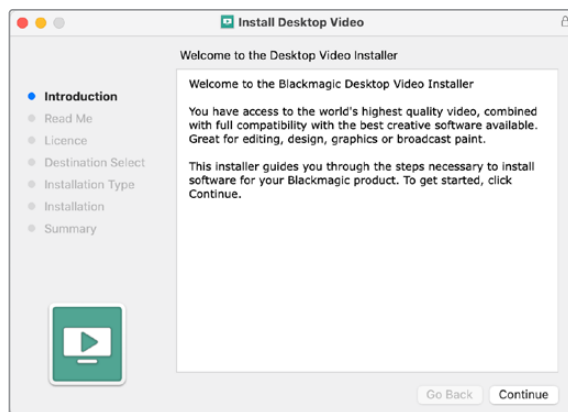 Install Desktop Video
Welcome to the Desktop Video Installer
Introduction
Read Me
Licence
Destination Select
Installation Type
Installation
Summary
Welcome to the Blackmagic Desktop Video Installer
You have access to the world's highest quality video, combined
with full compatibility with the best creative software available.
Great for editing, design, graphics or broadcast paint.
This installer guides you through the steps necessary to install
software for your Blackmagic product. To get started, click
Continue.
Go Back
Continue